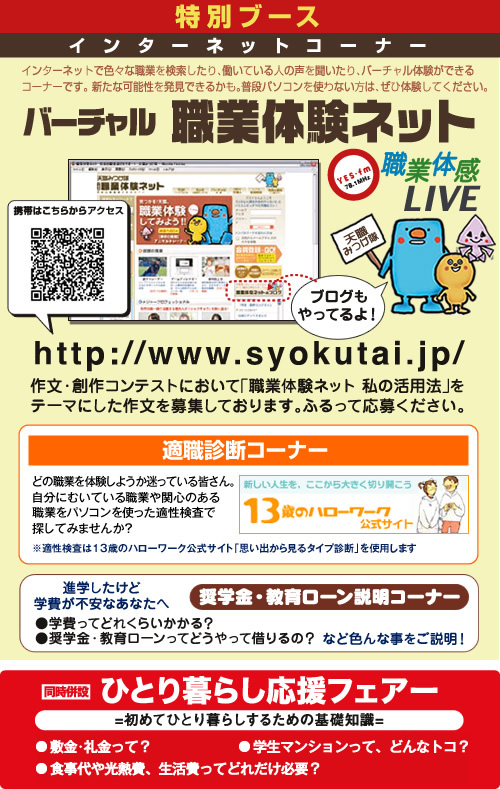 特別ブース
インターネットコーナー
インターネットで色々な職業を検索したり、働いている人の声を聞いたり、バーチャル体験ができる
コーナーです。新たな可能性を発見できるかも。普段パソコンを使わない方は、ぜひ体験してください。
バーチャル 職業体験ネット
YES-fm
78.1MHz
職業体感
LIVE
携帯はこちらからアクセス
職業体験ネット
職業体験
してみよう!!
天職
みつけ隊
ブログも
やってるよ!
http://www.syokutai.jp/
作文・創作コンテストにおいて「職業体験ネット 私の活用法」を
テーマにした作文を募集しております。ふるって応募ください。
適職診断コーナー
どの職業を体験しようか迷っている皆さん。
自分にむいている職業や関心のある
職業をパソコンを使った適性検査で
探してみませんか?
新しい人生を、ここから大きく切り開こう
13歳のハローワーク
公式サイト
※適性検査は13歳のハローワーク公式サイト「思い出から見るタイプ診断」を使用します
進学したけど
学費が不安なあなたへ
奨学金・教育ローン説明コーナー
●学費ってどれくらいかかる?
●奨学金・教育ローンってどうやって借りるの? など色んな事をご説明!
同時併設 ひとり暮らし応援フェアー
=初めてひとり暮らしするための基礎知識=
●敷金・礼金って? ●学生マンションって、どんなトコ?
●食事代や光熱費、生活費ってどれだけ必要?